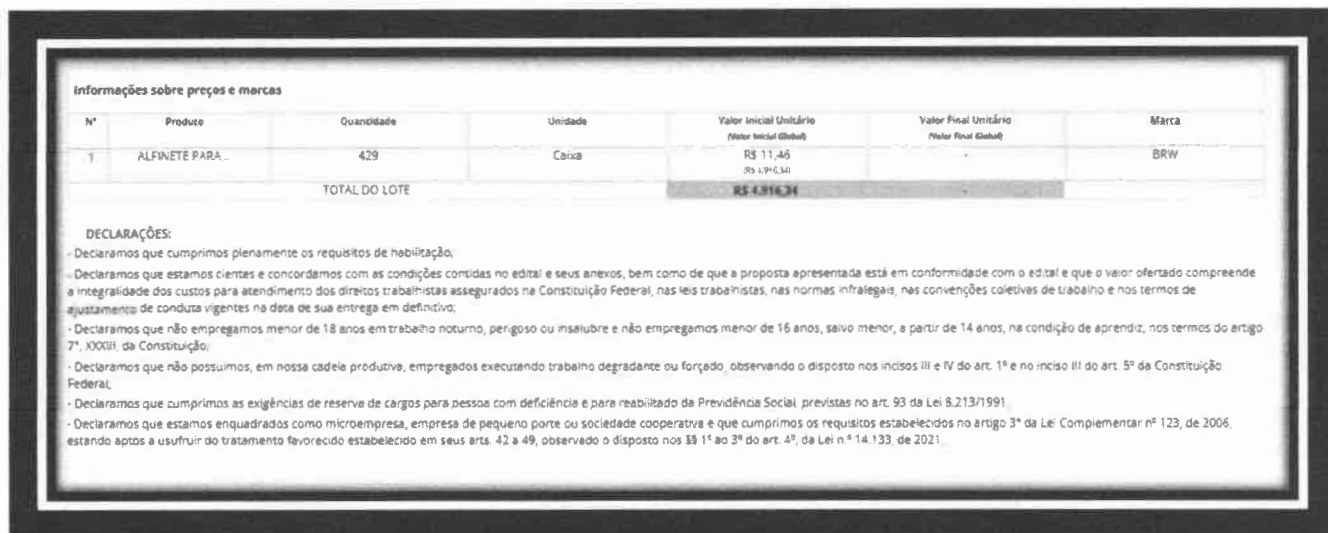 Informações sobre preços e marcas
Nº Produto Quantidade Unidade Valor Inicial Unitário Valor Final Unitário Marca
(Valor Inicial Global) (Valor Final Global)
1 ALFINETE PARA... 429 Caixa R$ 11,46 - BRW
(R$ 4.916,34)
TOTAL DO LOTE R$ 4.916,34 -
DECLARAÇÕES:
- Declaramos que cumprimos plenamente os requisitos de habilitação;
- Declaramos que estamos cientes e concordamos com as condições contidas no edital e seus anexos, bem como de que a proposta apresentada está em conformidade com o edital e que o valor ofertado compreende
a integralidade dos custos para atendimento dos direitos trabalhistas assegurados na Constituição Federal, nas leis trabalhistas, nas normas infralegais, nas convenções coletivas de trabalho e nos termos de
ajustamento de conduta vigentes na data de sua entrega em definitivo;
- Declaramos que não empregamos menor de 18 anos em trabalho noturno, perigoso ou insalubre e não empregamos menor de 16 anos, salvo menor, a partir de 14 anos, na condição de aprendiz, nos termos do artigo
7°, XXXIII, da Constituição;
- Declaramos que não possuímos, em nossa cadeia produtiva, empregados executando trabalho degradante ou forçado, observando o disposto nos incisos III e IV do art. 1º e no inciso III do art. 5º da Constituição
Federal;
- Declaramos que cumprimos as exigências de reserva de cargos para pessoa com deficiência e para reabilitado da Previdência Social, previstas no art. 93 da Lei 8.213/1991
- Declaramos que estamos enquadrados como microempresa, empresa de pequeno porte ou sociedade cooperativa e que cumprimos os requisitos estabelecidos no artigo 3° da Lei Complementar nº 123, de 2006,
estando aptos a usufruir do tratamento favorecido estabelecido em seus arts. 42 a 49, observado o disposto nos §§ 1º ao 3º do art. 4º, da Lei n.º 14.133, de 2021.